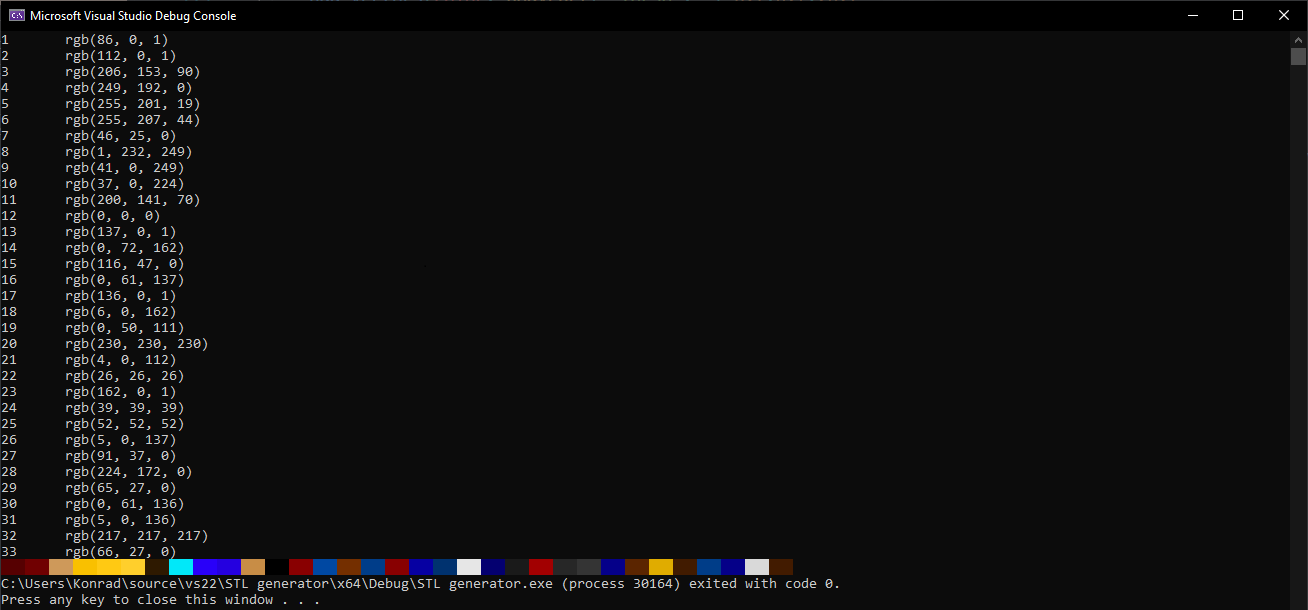 Microsoft Visual Studio Debug Console
1 rgb(86, 0, 1)
2 rgb(112, 0, 1)
3 rgb(206, 153, 90)
4 rgb(249, 192, 0)
5 rgb(255, 201, 19)
6 rgb(255, 207, 44)
7 rgb(46, 25, 0)
8 rgb(1, 232, 249)
9 rgb(41, 0, 249)
10 rgb(37, 0, 224)
11 rgb(200, 141, 70)
12 rgb(0, 0, 0)
13 rgb(137, 0, 1)
14 rgb(0, 72, 162)
15 rgb(116, 47, 0)
16 rgb(0, 61, 137)
17 rgb(136, 0, 1)
18 rgb(6, 0, 162)
19 rgb(0, 50, 111)
20 rgb(230, 230, 230)
21 rgb(4, 0, 112)
22 rgb(26, 26, 26)
23 rgb(162, 0, 1)
24 rgb(39, 39, 39)
25 rgb(52, 52, 52)
26 rgb(5, 0, 137)
27 rgb(91, 37, 0)
28 rgb(224, 172, 0)
29 rgb(65, 27, 0)
30 rgb(0, 61, 136)
31 rgb(5, 0, 136)
32 rgb(217, 217, 217)
33 rgb(66, 27, 0)
C:\Users\Konrad\source\vs22\STL generator\x64\Debug\STL generator.exe (process 30164) exited with code 0.
Press any key to close this window . . .